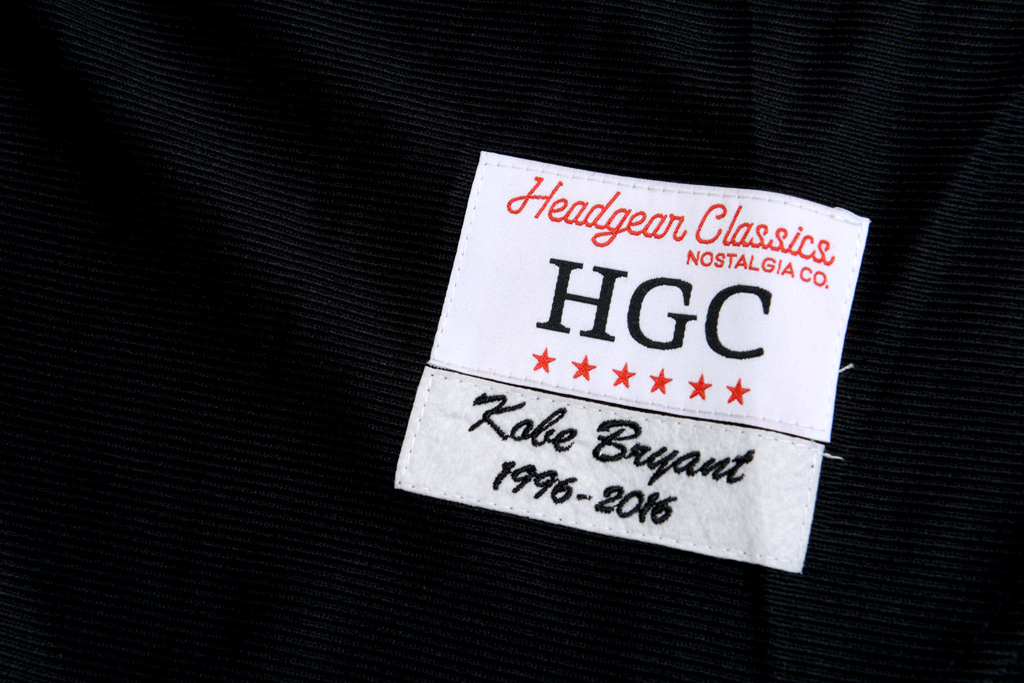 Headgear Classics
NOSTALGIA CO.
HGC
Kobe Bryant
1996-2016